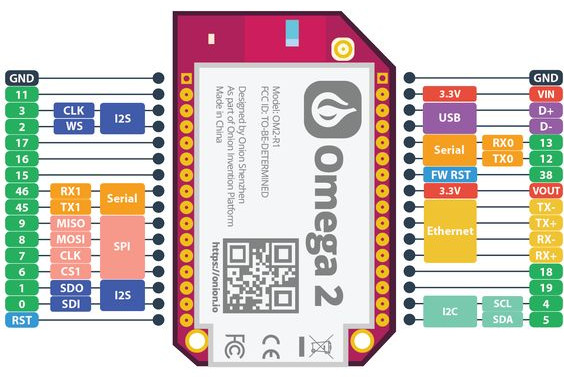 GND
11
3 CLK I2S
2 WS
17
16
15
46 RX1 Serial
45 TX1
9 MISO SPI
8 MOSI
7 CLK
6 CS1
1 SDO I2S
0 SDI
RST
Model: OM2-R1
FCC ID: TO-BE-DETERMINED
Designed by Onion Shenzhen
As part of Onion Invention Platform
Made in China
Omega 2
https://onion.io
FC
CE
GND
3.3V VIN
USB D+
D-
Serial RX0 13
TX0 12
FW RST 38
3.3V VOUT
Ethernet TX-
TX+
RX-
RX+
18
19
I2C SCL 4
SDA 5